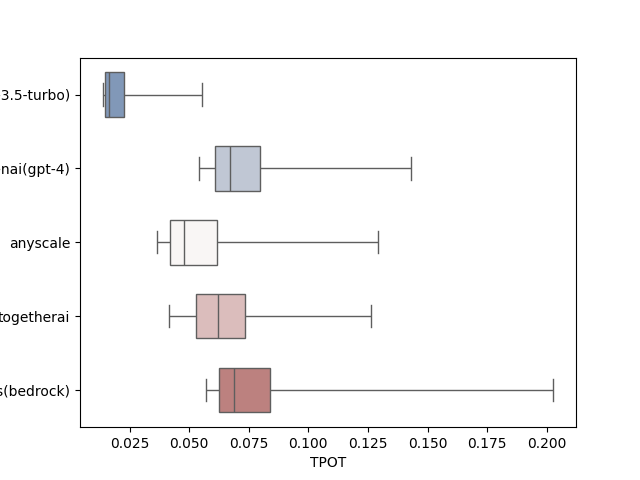 3.5-turbo)
nai(gpt-4)
anyscale
togetherai
s(bedrock)
0.025 0.050 0.075 0.100 0.125 0.150 0.175 0.200
TPOT